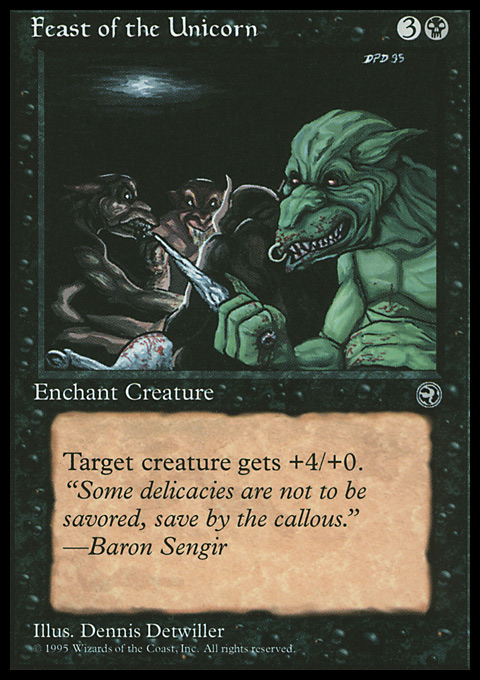 Feast of the Unicorn 3
DPD 95
Enchant Creature
Target creature gets +4/+0.
“Some delicacies are not to be
savored, save by the callous.”
—Baron Sengir
Illus. Dennis Detwiller
© 1995 Wizards of the Coast, Inc. All rights reserved.